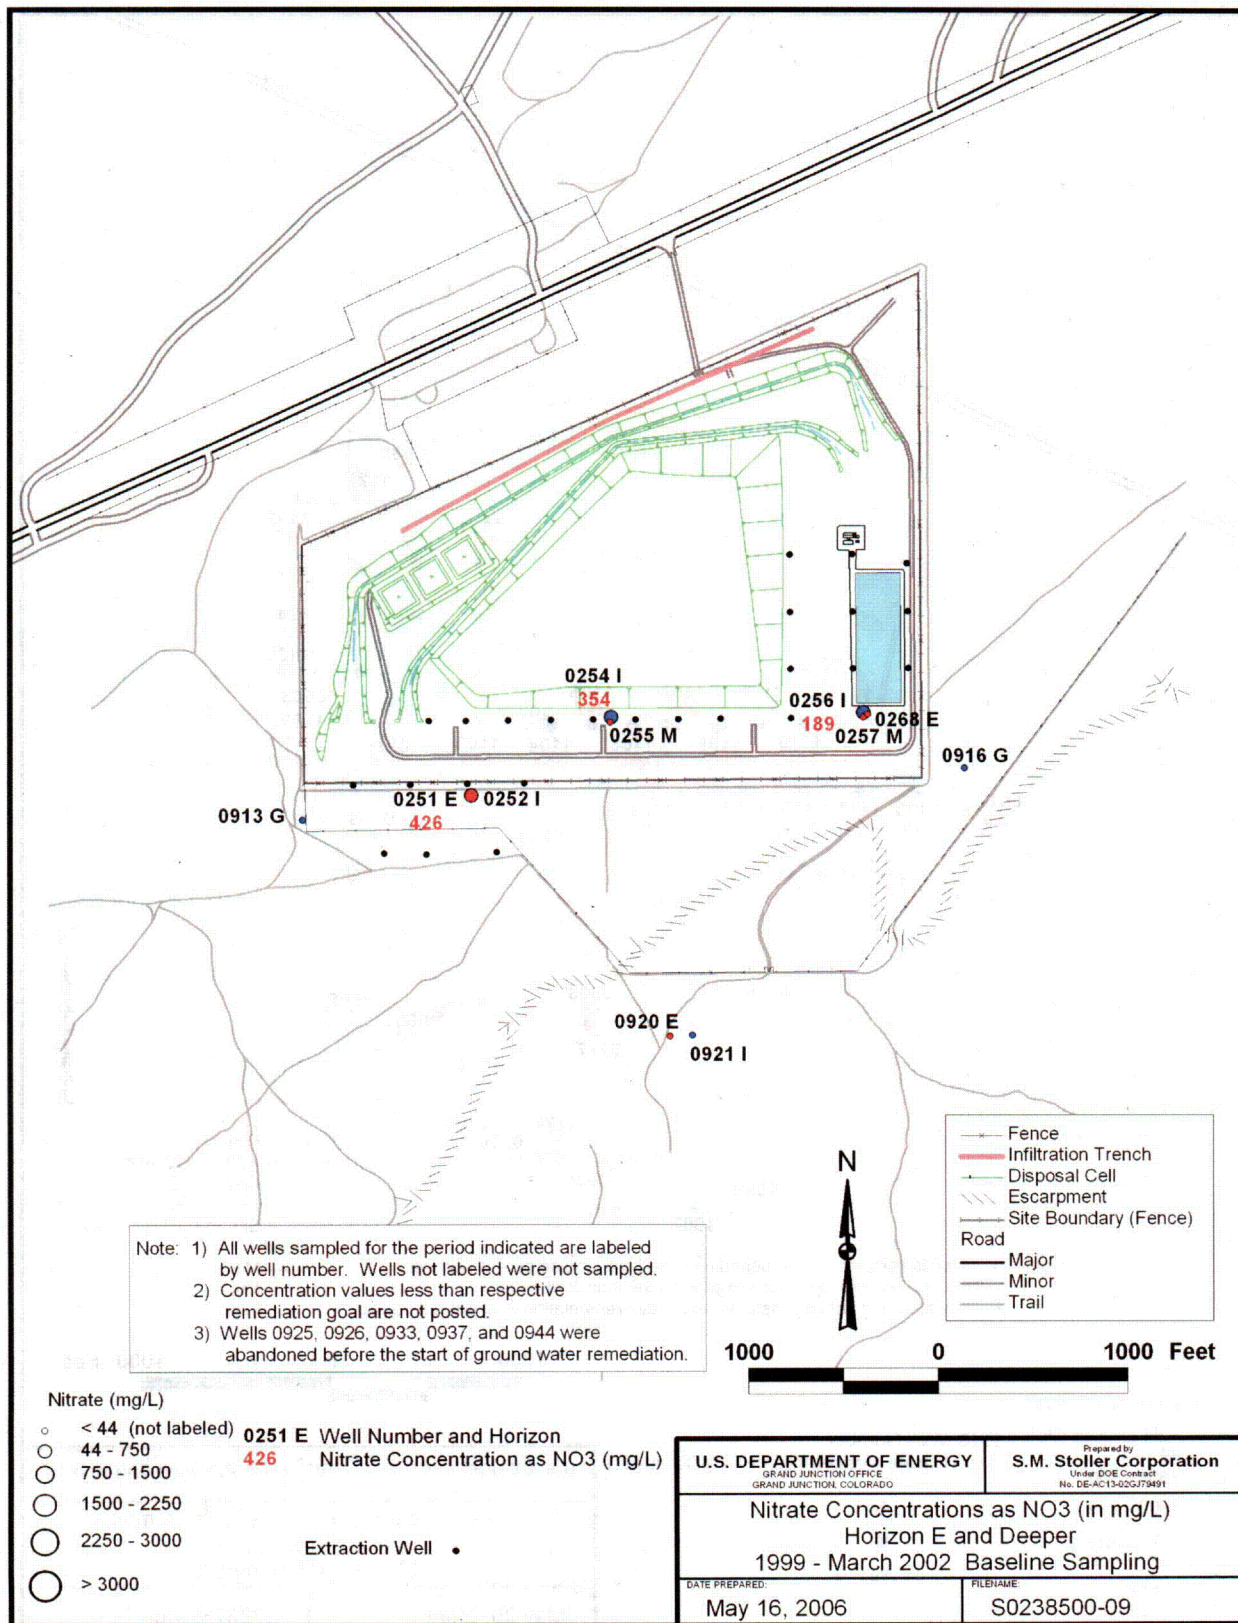 0254 I
354
0255 M
0256 I
189
0268 E
0257 M
0916 G
0251 E
0252 I
426
0913 G
0920 E
0921 I
Fence
Infiltration Trench
Disposal Cell
Escarpment
Site Boundary (Fence)
Road
Major
Minor
Trail
N
Note: 1) All wells sampled for the period indicated are labeled
by well number. Wells not labeled were not sampled.
2) Concentration values less than respective
remediation goal are not posted.
3) Wells 0925, 0926, 0933, 0937, and 0944 were
abandoned before the start of ground water remediation.
1000 0 1000 Feet
Nitrate (mg/L)
< 44 (not labeled)
44 - 750
750 - 1500
1500 - 2250
2250 - 3000
> 3000
0251 E Well Number and Horizon
426 Nitrate Concentration as NO3 (mg/L)
Extraction Well
U.S. DEPARTMENT OF ENERGY
GRAND JUNCTION OFFICE
GRAND JUNCTION, COLORADO
Prepared by
S.M. Stoller Corporation
Under DOE Contract
No. DE-AC13-02GJ79491
Nitrate Concentrations as NO3 (in mg/L)
Horizon E and Deeper
1999 - March 2002 Baseline Sampling
DATE PREPARED:
May 16, 2006
FILENAME:
S0238500-09